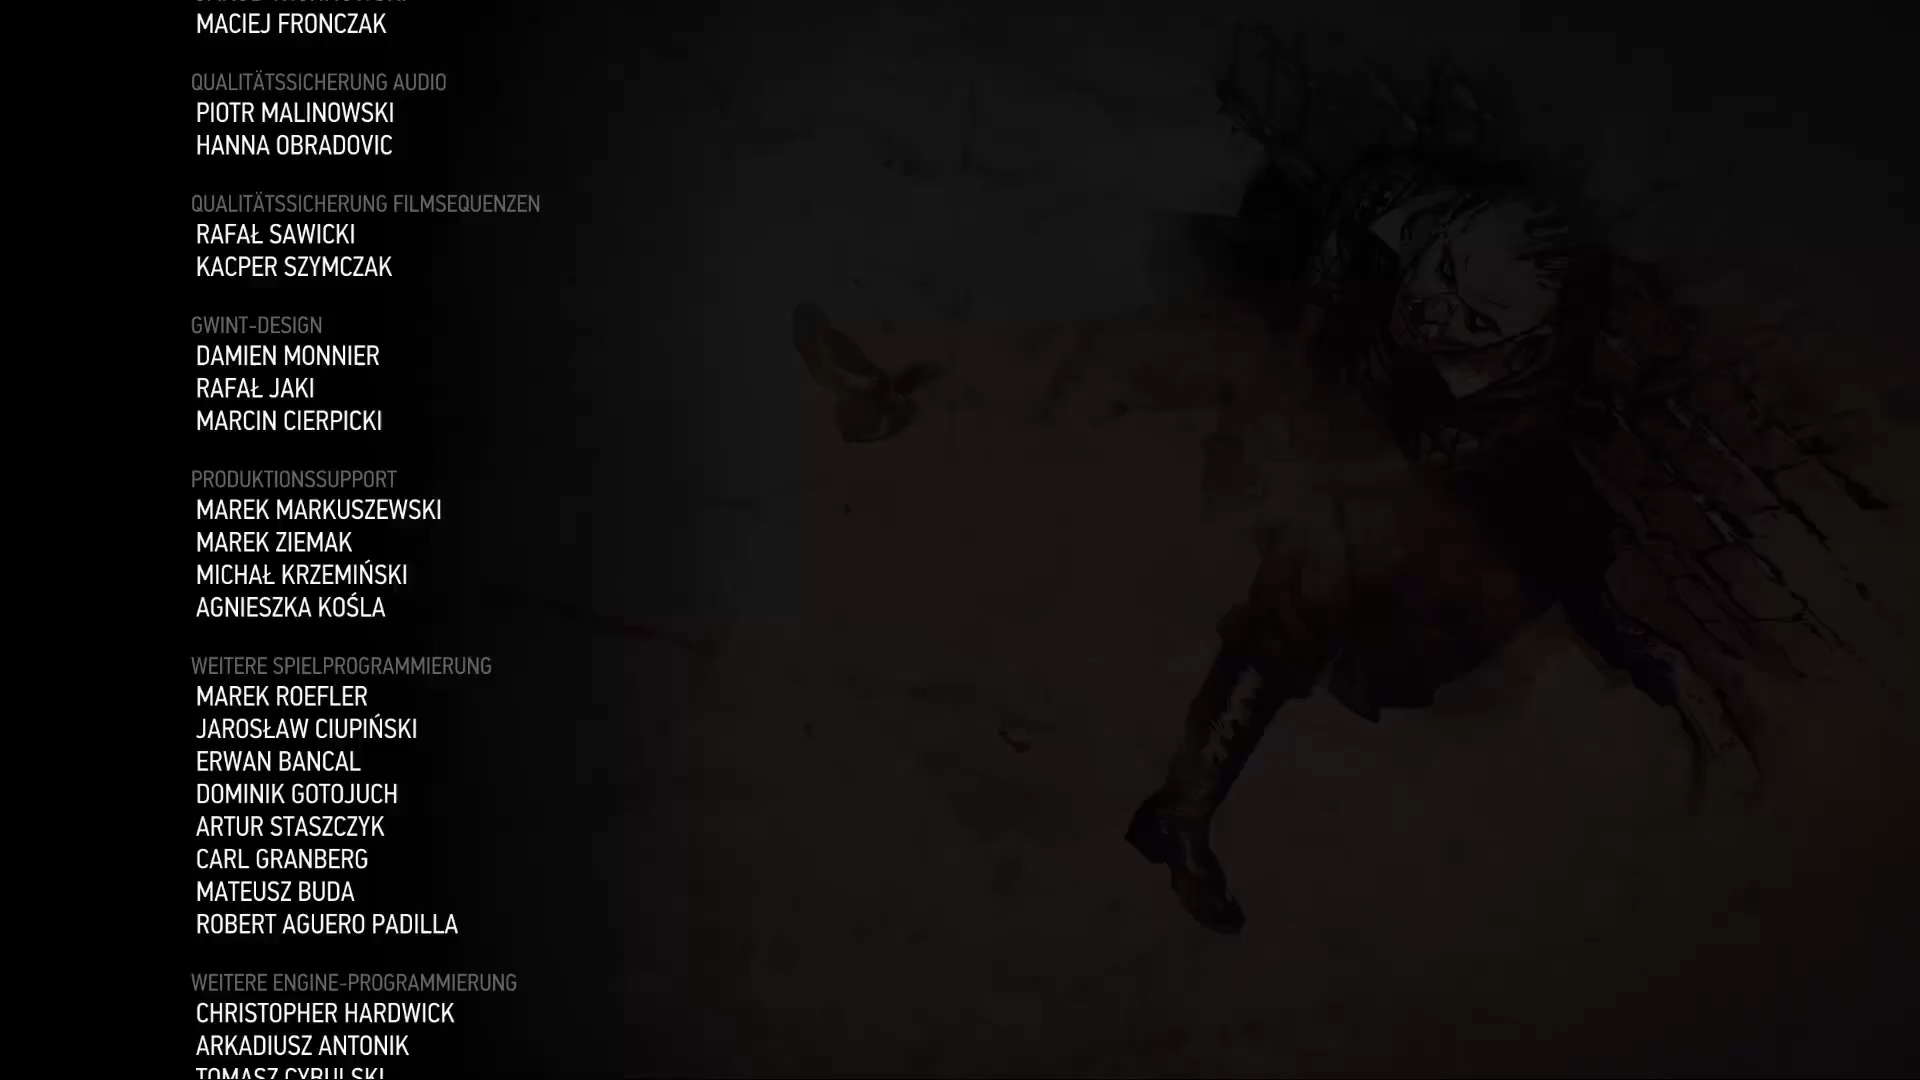 MACIEJ FRONCZAK
QUALITÄTSSICHERUNG AUDIO
PIOTR MALINOWSKI
HANNA OBRADOVIC
QUALITÄTSSICHERUNG FILMSEQUENZEN
RAFAŁ SAWICKI
KACPER SZYMCZAK
GWINT-DESIGN
DAMIEN MONNIER
RAFAŁ JAKI
MARCIN CIERPICKI
PRODUKTIONSSUPPORT
MAREK MARKUSZEWSKI
MAREK ZIEMAK
MICHAŁ KRZEMIŃSKI
AGNIESZKA KOŚLA
WEITERE SPIELPROGRAMMIERUNG
MAREK ROEFLER
JAROSŁAW CIUPIŃSKI
ERWAN BANCAL
DOMINIK GOTOJUCH
ARTUR STASZCZYK
CARL GRANBERG
MATEUSZ BUDA
ROBERT AGUERO PADILLA
WEITERE ENGINE-PROGRAMMIERUNG
CHRISTOPHER HARDWICK
ARKADIUSZ ANTONIK
TOMASZ CYBULSKI